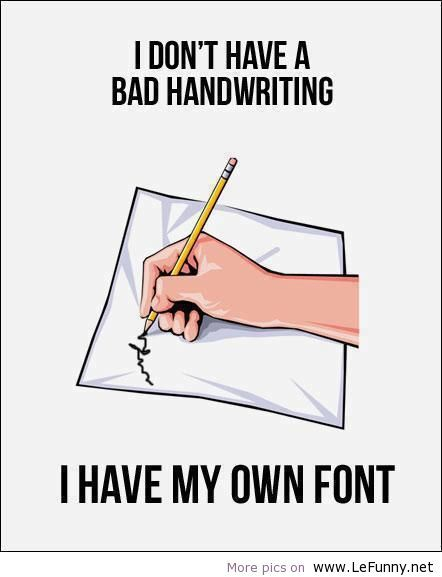 I DON'T HAVE A
BAD HANDWRITING
I HAVE MY OWN FONT
More pics on www.LeFunny.net